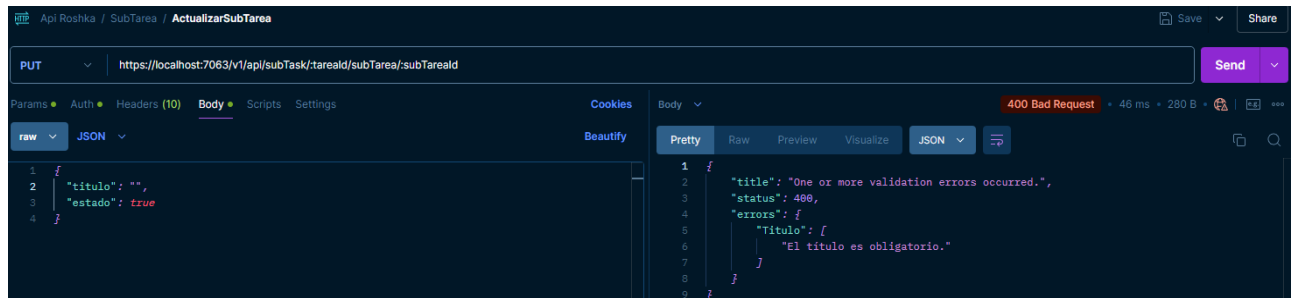 HTTP Api Roshka / SubTarea / ActualizarSubTarea Save Share
PUT https://localhost:7063/v1/api/subTask/:tareaId/subTarea/:subTareaId Send
Params Auth Headers (10) Body Scripts Settings Cookies
raw JSON Beautify
1 {
2 "titulo": "",
3 "estado": true
4 }
Body 400 Bad Request 46 ms 280 B e.g.
Pretty Raw Preview Visualize JSON
1 {
2 "title": "One or more validation errors occurred.",
3 "status": 400,
4 "errors": {
5 "Titulo": [
6 "El título es obligatorio."
7 ]
8 }
9 }